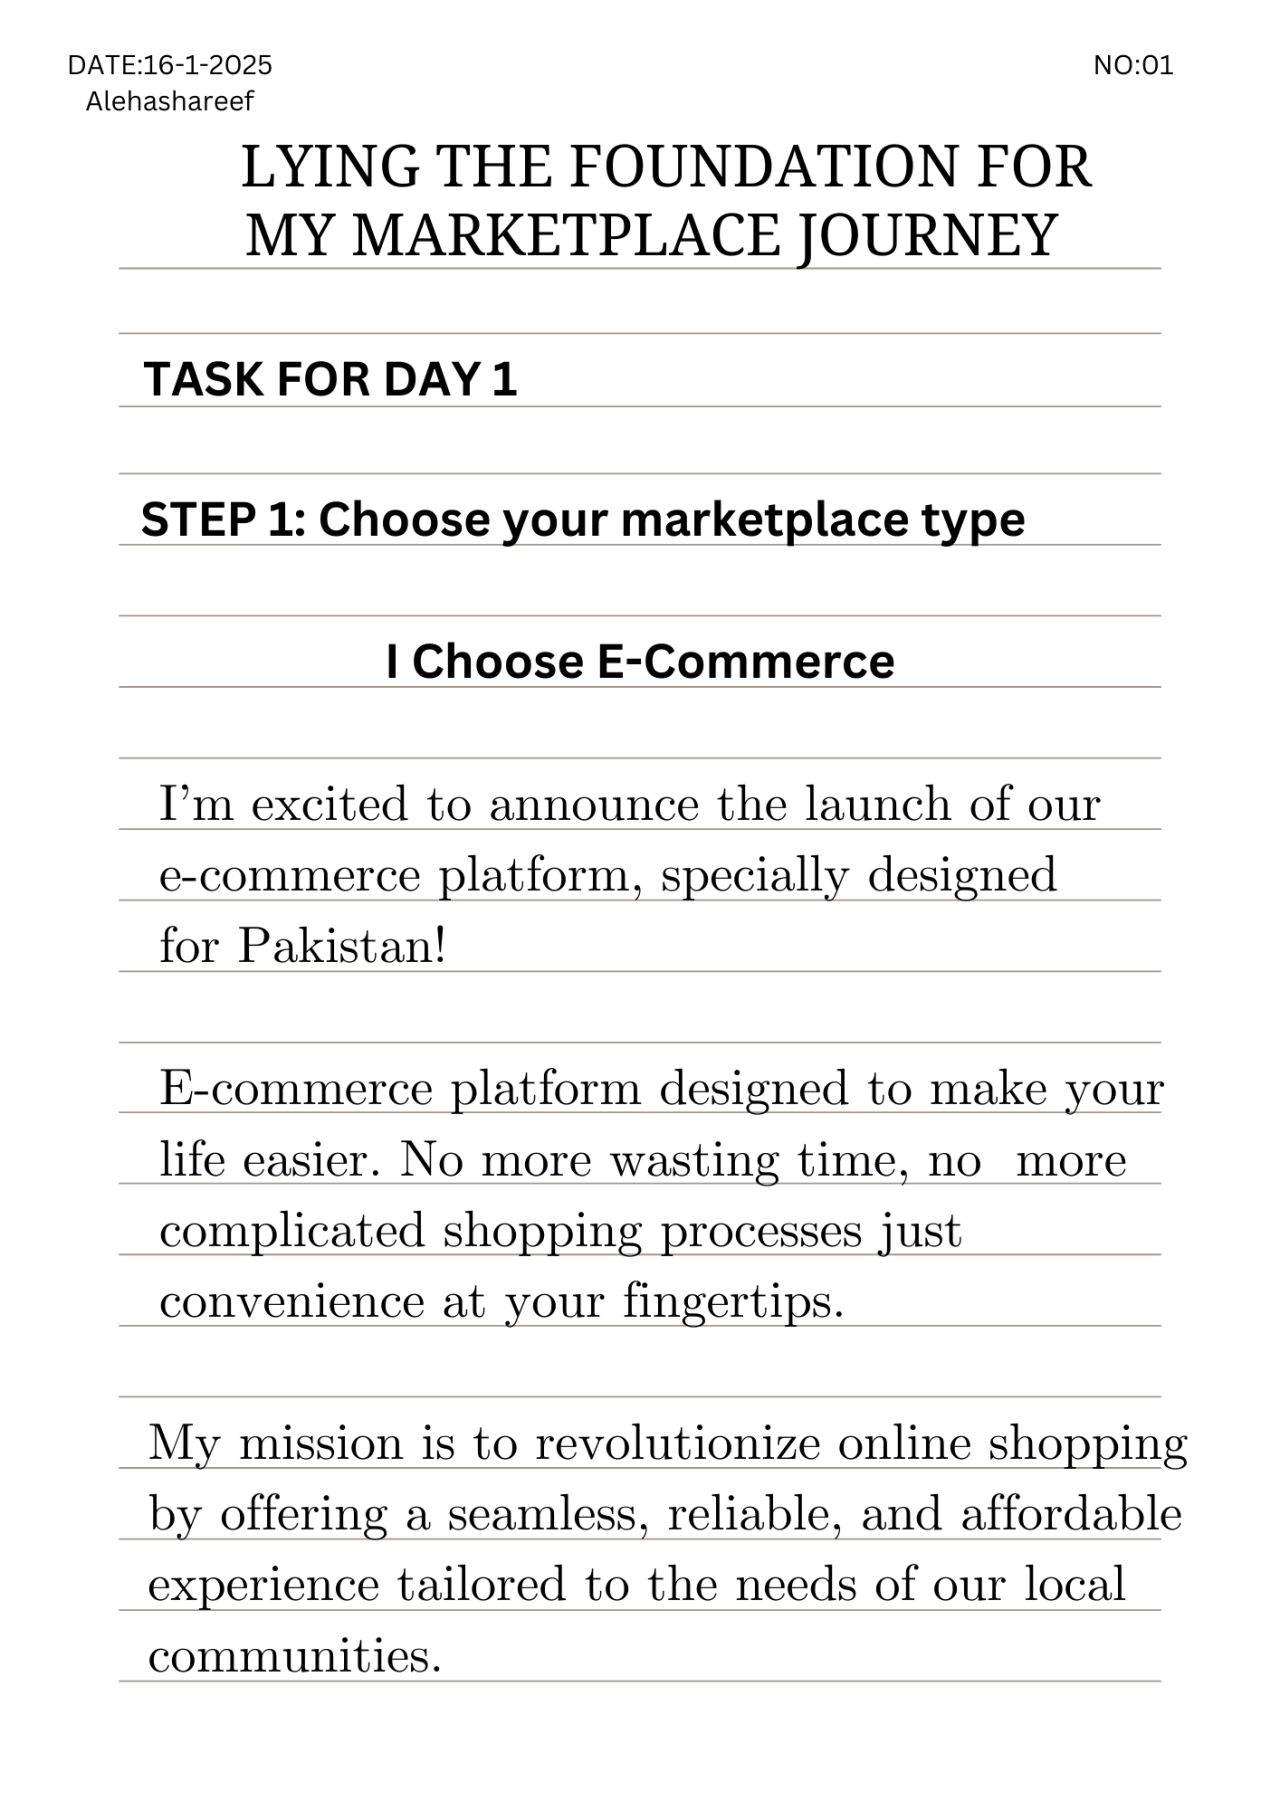 DATE:16-1-2025 NO:01
Alehashareef
LYING THE FOUNDATION FOR
MY MARKETPLACE JOURNEY
TASK FOR DAY 1
STEP 1: Choose your marketplace type
I Choose E-Commerce
I'm excited to announce the launch of our
e-commerce platform, specially designed
for Pakistan!
E-commerce platform designed to make your
life easier. No more wasting time, no  more
complicated shopping processes just
convenience at your fingertips.
My mission is to revolutionize online shopping
by offering a seamless, reliable, and affordable
experience tailored to the needs of our local
communities.